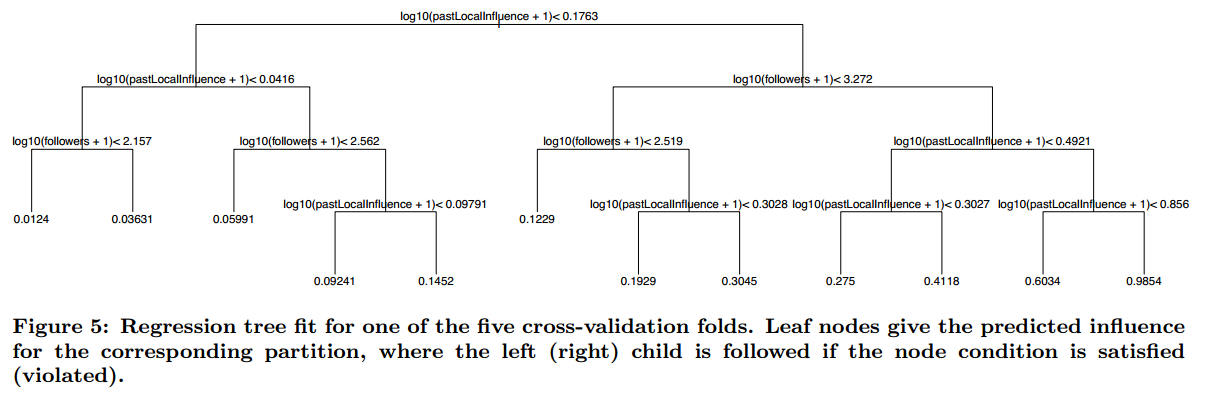 log10(pastLocalInfluence + 1)< 0.1763
log10(pastLocalInfluence + 1)< 0.0416
log10(followers + 1)< 3.272
log10(followers + 1)< 2.157
log10(followers + 1)< 2.562
log10(followers + 1)< 2.519
log10(pastLocalInfluence + 1)< 0.4921
0.0124
0.03631
0.05991
log10(pastLocalInfluence + 1)< 0.09791
0.1229
log10(pastLocalInfluence + 1)< 0.3028
log10(pastLocalInfluence + 1)< 0.3027
log10(pastLocalInfluence + 1)< 0.856
0.09241
0.1452
0.1929
0.3045
0.275
0.4118
0.6034
0.9854
Figure 5: Regression tree fit for one of the five cross-validation folds. Leaf nodes give the predicted influence
for the corresponding partition, where the left (right) child is followed if the node condition is satisfied
(violated).